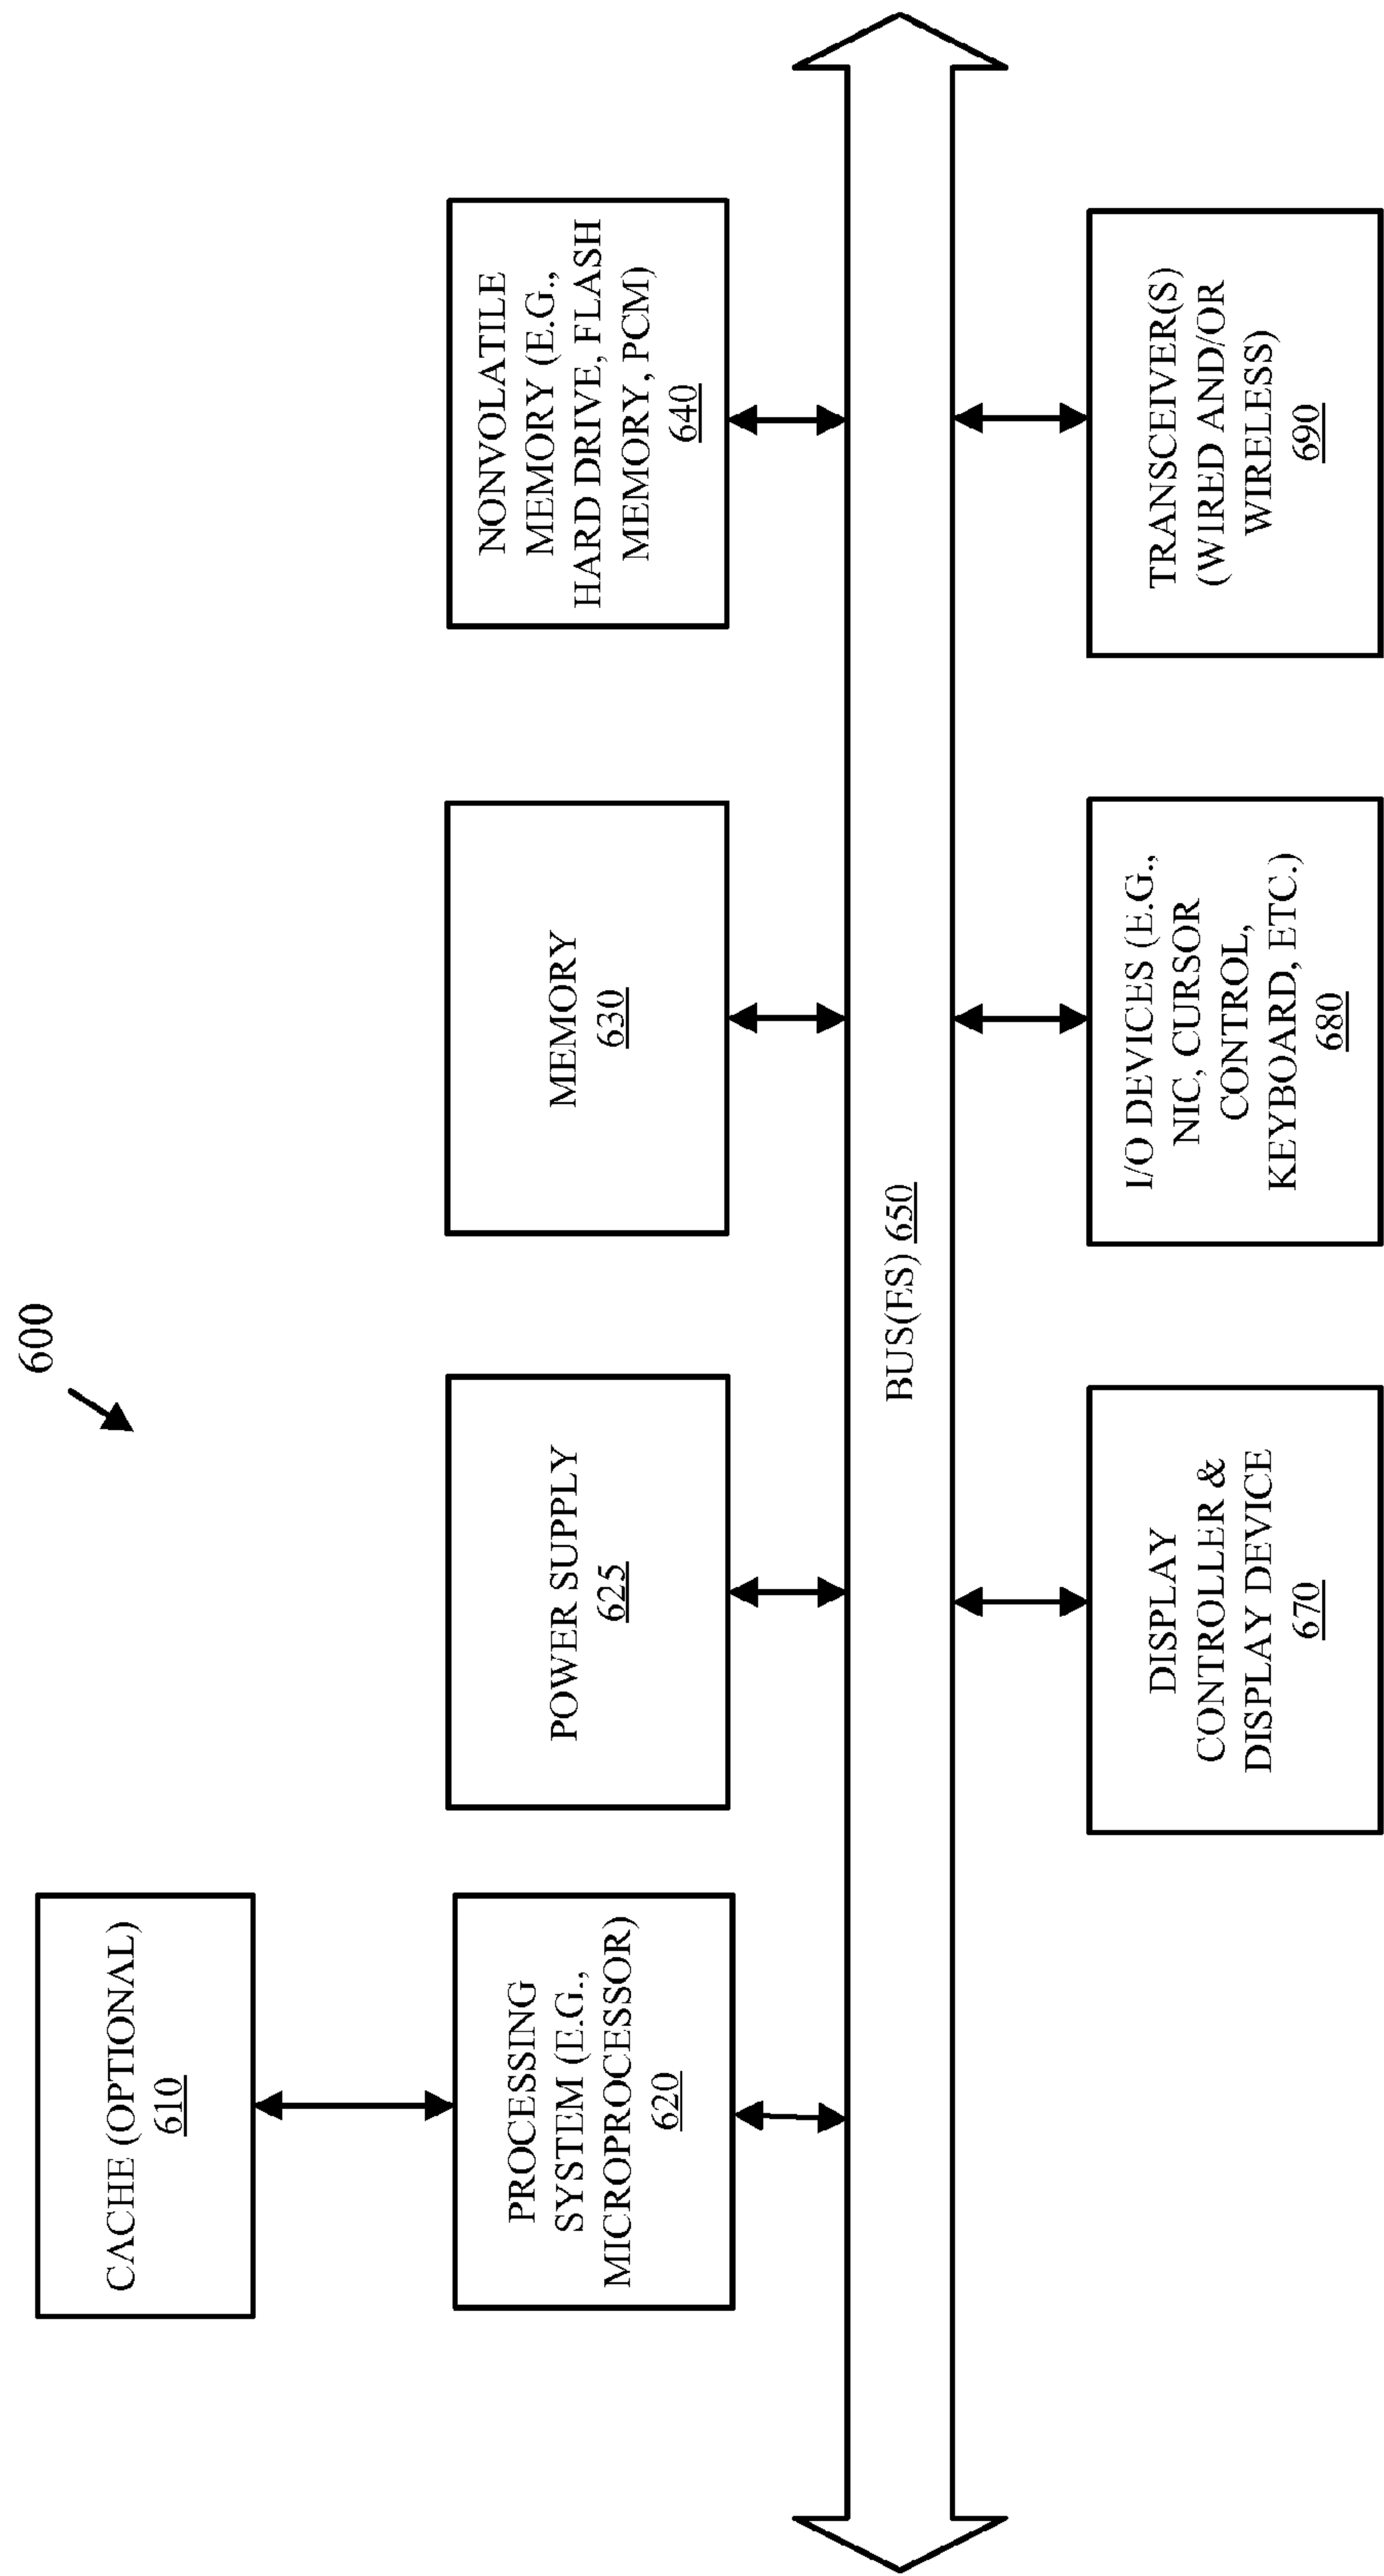 600
CACHE (OPTIONAL)
610
PROCESSING
SYSTEM (E.G.,
MICROPROCESSOR)
620
POWER SUPPLY
625
MEMORY
630
NONVOLATILE
MEMORY (E.G.,
HARD DRIVE, FLASH
MEMORY, PCM)
640
BUS(ES) 650
DISPLAY
CONTROLLER &
DISPLAY DEVICE
670
I/O DEVICES (E.G.,
NIC, CURSOR
CONTROL,
KEYBOARD, ETC.)
680
TRANSCEIVER(S)
(WIRED AND/OR
WIRELESS)
690